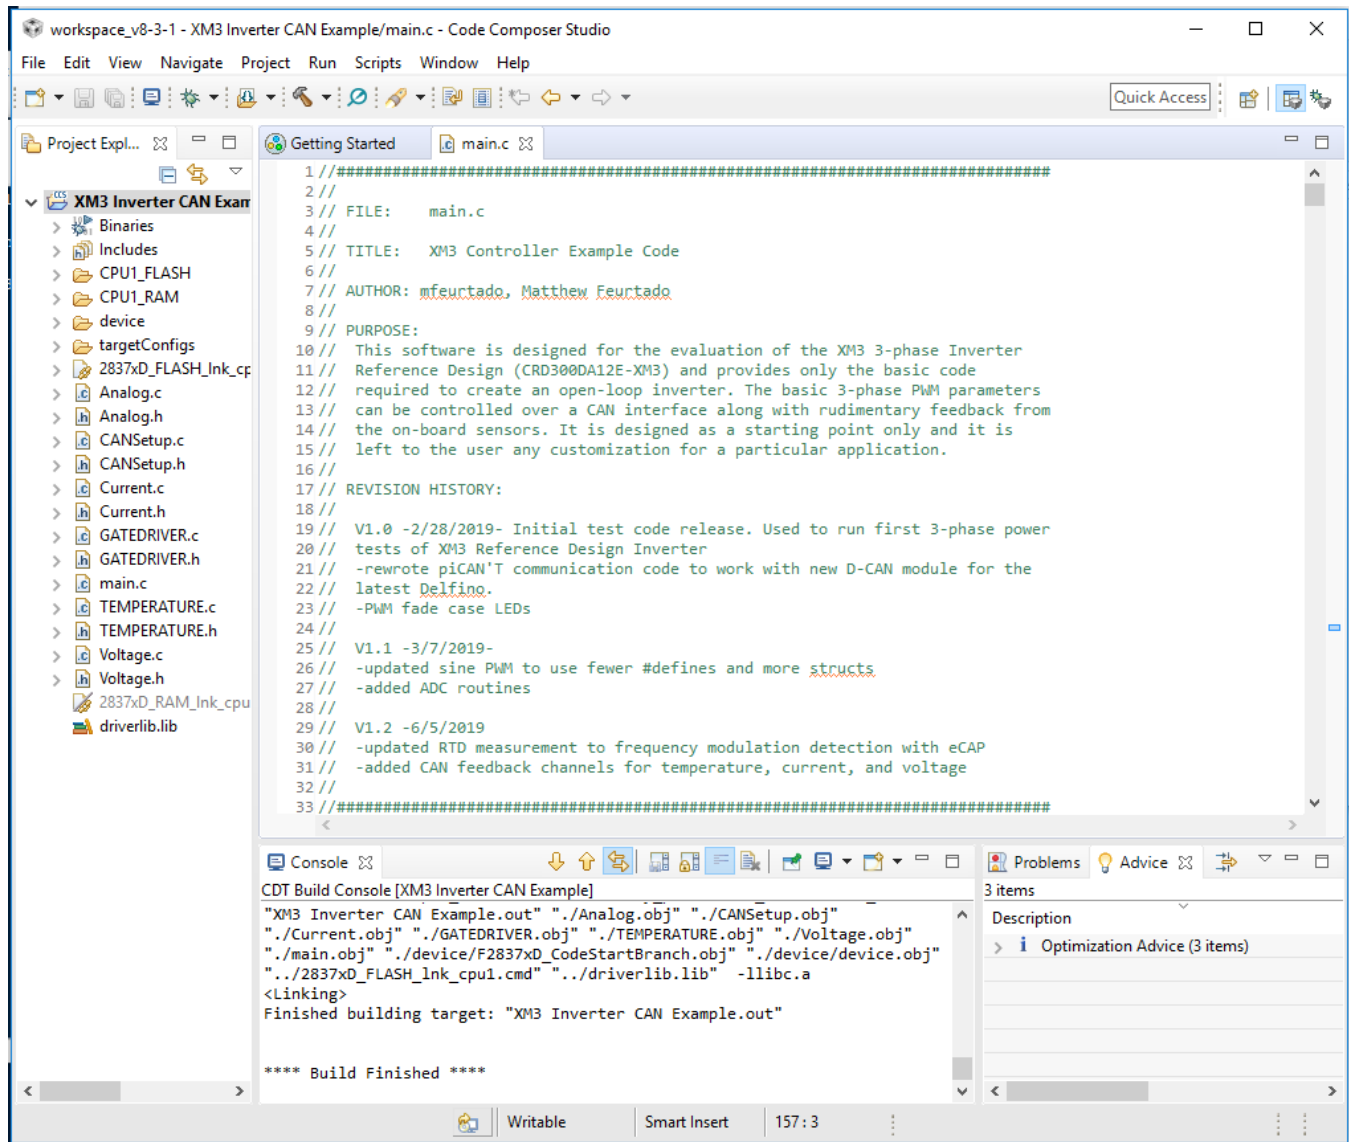 workspace_v8-3-1 - XM3 Inverter CAN Example/main.c - Code Composer Studio
File Edit View Navigate Project Run Scripts Window Help
Quick Access
Project Expl...
XM3 Inverter CAN Exam
Binaries
Includes
CPU1_FLASH
CPU1_RAM
device
targetConfigs
2837xD_FLASH_lnk_cp
Analog.c
Analog.h
CANSetup.c
CANSetup.h
Current.c
Current.h
GATEDRIVER.c
GATEDRIVER.h
main.c
TEMPERATURE.c
TEMPERATURE.h
Voltage.c
Voltage.h
2837xD_RAM_lnk_cpu
driverlib.lib
Getting Started main.c
1 //#############################################################################
2 //
3 // FILE: main.c
4 //
5 // TITLE: XM3 Controller Example Code
6 //
7 // AUTHOR: mfeurtado, Matthew Feurtado
8 //
9 // PURPOSE:
10 // This software is designed for the evaluation of the XM3 3-phase Inverter
11 // Reference Design (CRD300DA12E-XM3) and provides only the basic code
12 // required to create an open-loop inverter. The basic 3-phase PWM parameters
13 // can be controlled over a CAN interface along with rudimentary feedback from
14 // the on-board sensors. It is designed as a starting point only and it is
15 // left to the user any customization for a particular application.
16 //
17 // REVISION HISTORY:
18 //
19 // V1.0 -2/28/2019- Initial test code release. Used to run first 3-phase power
20 // tests of XM3 Reference Design Inverter
21 // -rewrote piCAN'T communication code to work with new D-CAN module for the
22 // latest Delfino.
23 // -PWM fade case LEDs
24 //
25 // V1.1 -3/7/2019-
26 // -updated sine PWM to use fewer #defines and more structs
27 // -added ADC routines
28 //
29 // V1.2 -6/5/2019
30 // -updated RTD measurement to frequency modulation detection with eCAP
31 // -added CAN feedback channels for temperature, current, and voltage
32 //
33 //#############################################################################
Console
CDT Build Console [XM3 Inverter CAN Example]
"XM3 Inverter CAN Example.out" "./Analog.obj" "./CANSetup.obj"
"./Current.obj" "./GATEDRIVER.obj" "./TEMPERATURE.obj" "./Voltage.obj"
"./main.obj" "./device/F2837xD_CodeStartBranch.obj" "./device/device.obj"
"../2837xD_FLASH_lnk_cpu1.cmd" "../driverlib.lib" -llibc.a
<Linking>
Finished building target: "XM3 Inverter CAN Example.out"
**** Build Finished ****
Problems Advice
3 items
Description
Optimization Advice (3 items)
Writable Smart Insert 157 : 3